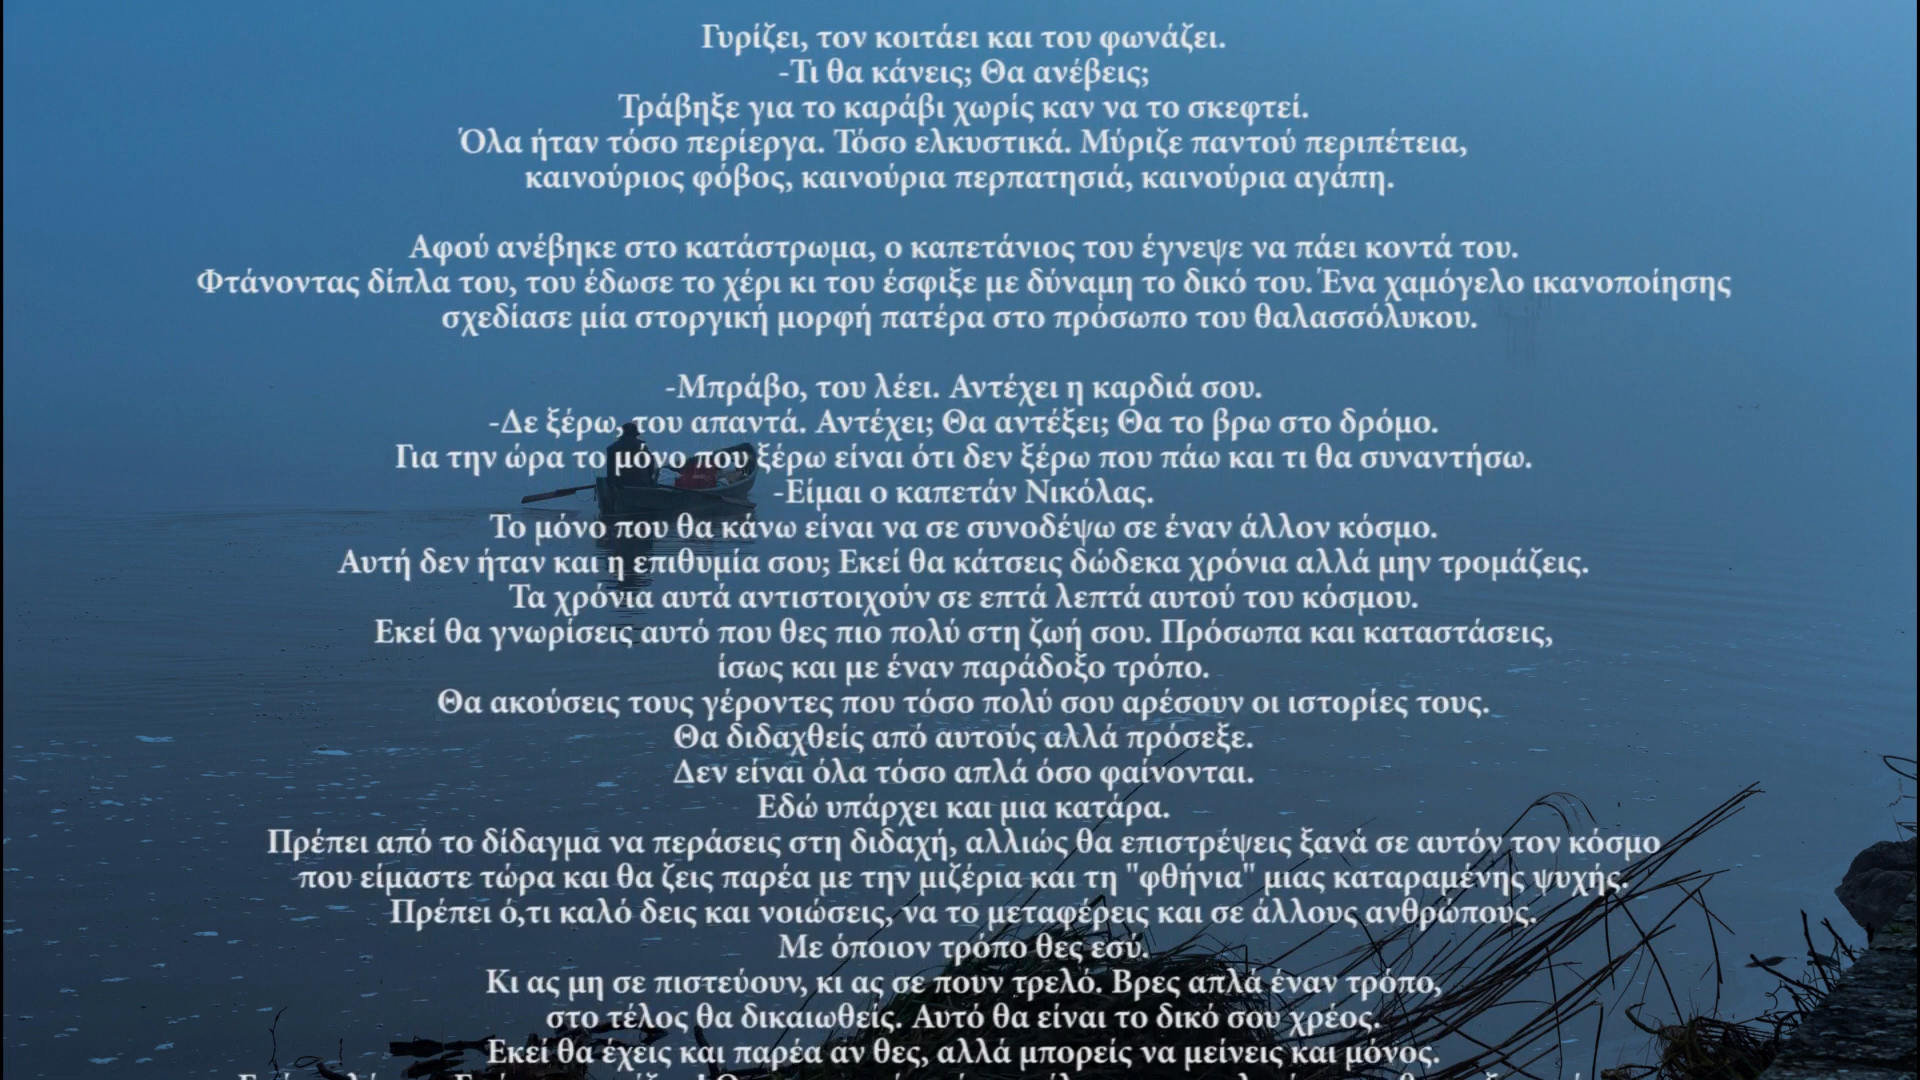 Γυρίζει, τον κοιτάει και του φωνάζει.
-Τι θα κάνεις; Θα ανέβεις;
Τράβηξε για το καράβι χωρίς καν να το σκεφτεί.
Όλα ήταν τόσο περίεργα. Τόσο ελκυστικά. Μύριζε παντού περιπέτεια,
καινούριος φόβος, καινούρια περπατησιά, καινούρια αγάπη.
Αφού ανέβηκε στο κατάστρωμα, ο καπετάνιος του έγνεψε να πάει κοντά του.
Φτάνοντας δίπλα του, του έδωσε το χέρι κι του έσφιξε με δύναμη το δικό του. Ένα χαμόγελο ικανοποίησης
σχεδίασε μία στοργική μορφή πατέρα στο πρόσωπο του θαλασσόλυκου.
-Μπράβο, του λέει. Αντέχει η καρδιά σου.
-Δε ξέρω, του απαντά. Αντέχει; Θα αντέξει; Θα το βρω στο δρόμο.
Για την ώρα το μόνο που ξέρω είναι ότι δεν ξέρω που πάω και τι θα συναντήσω.
-Είμαι ο καπετάν Νικόλας.
Το μόνο που θα κάνω είναι να σε συνοδέψω σε έναν άλλον κόσμο.
Αυτή δεν ήταν και η επιθυμία σου; Εκεί θα κάτσεις δώδεκα χρόνια αλλά μην τρομάζεις.
Τα χρόνια αυτά αντιστοιχούν σε επτά λεπτά αυτού του κόσμου.
Εκεί θα γνωρίσεις αυτό που θες πιο πολύ στη ζωή σου. Πρόσωπα και καταστάσεις,
ίσως και με έναν παράδοξο τρόπο.
Θα ακούσεις τους γέροντες που τόσο πολύ σου αρέσουν οι ιστορίες τους.
Θα διδαχθείς από αυτούς αλλά πρόσεξε.
Δεν είναι όλα τόσο απλά όσο φαίνονται.
Εδώ υπάρχει και μια κατάρα.
Πρέπει από το δίδαγμα να περάσεις στη διδαχή, αλλιώς θα επιστρέψεις ξανά σε αυτόν τον κόσμο
που είμαστε τώρα και θα ζεις παρέα με την μιζέρια και τη "φθήνια" μιας καταραμένης ψυχής.
Πρέπει ό,τι καλό δεις και νοιώσεις, να το μεταφέρεις και σε άλλους ανθρώπους.
Με όποιον τρόπο θες εσύ.
Κι ας μη σε πιστεύουν, κι ας σε πουν τρελό. Βρες απλά έναν τρόπο,
στο τέλος θα δικαιωθείς. Αυτό θα είναι το δικό σου χρέος.
Εκεί θα έχεις και παρέα αν θες, αλλά μπορείς να μείνεις και μόνος.